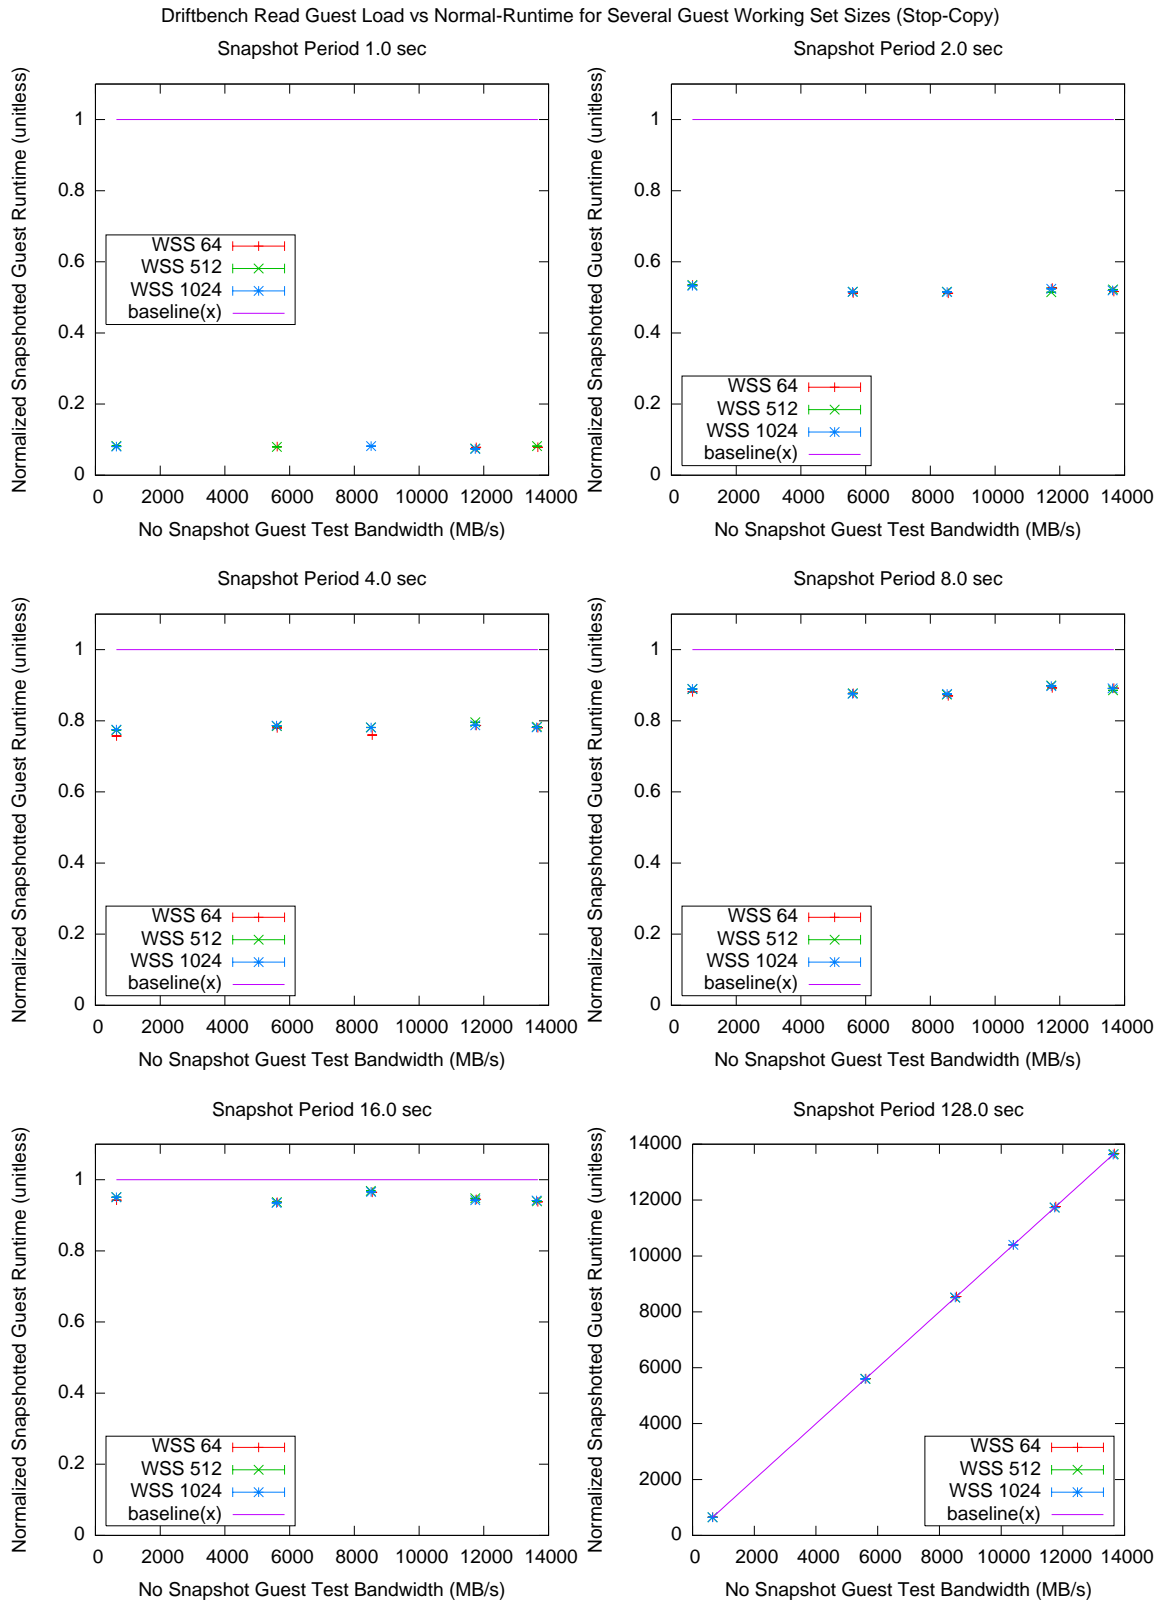 Driftbench Read Guest Load vs Normal-Runtime for Several Guest Working Set Sizes (Stop-Copy)
Snapshot Period 1.0 sec
Normalized Snapshotted Guest Runtime (unitless)
1
0.8
0.6
0.4
0.2
0
WSS 64
WSS 512
WSS 1024
baseline(x)
0 2000 4000 6000 8000 10000 12000 14000
No Snapshot Guest Test Bandwidth (MB/s)
Snapshot Period 2.0 sec
Normalized Snapshotted Guest Runtime (unitless)
1
0.8
0.6
0.4
0.2
0
WSS 64
WSS 512
WSS 1024
baseline(x)
0 2000 4000 6000 8000 10000 12000 14000
No Snapshot Guest Test Bandwidth (MB/s)
Snapshot Period 4.0 sec
Normalized Snapshotted Guest Runtime (unitless)
1
0.8
0.6
0.4
0.2
0
WSS 64
WSS 512
WSS 1024
baseline(x)
0 2000 4000 6000 8000 10000 12000 14000
No Snapshot Guest Test Bandwidth (MB/s)
Snapshot Period 8.0 sec
Normalized Snapshotted Guest Runtime (unitless)
1
0.8
0.6
0.4
0.2
0
WSS 64
WSS 512
WSS 1024
baseline(x)
0 2000 4000 6000 8000 10000 12000 14000
No Snapshot Guest Test Bandwidth (MB/s)
Snapshot Period 16.0 sec
Normalized Snapshotted Guest Runtime (unitless)
1
0.8
0.6
0.4
0.2
0
WSS 64
WSS 512
WSS 1024
baseline(x)
0 2000 4000 6000 8000 10000 12000 14000
No Snapshot Guest Test Bandwidth (MB/s)
Snapshot Period 128.0 sec
Normalized Snapshotted Guest Runtime (unitless)
14000
12000
10000
8000
6000
4000
2000
0
WSS 64
WSS 512
WSS 1024
baseline(x)
0 2000 4000 6000 8000 10000 12000 14000
No Snapshot Guest Test Bandwidth (MB/s)